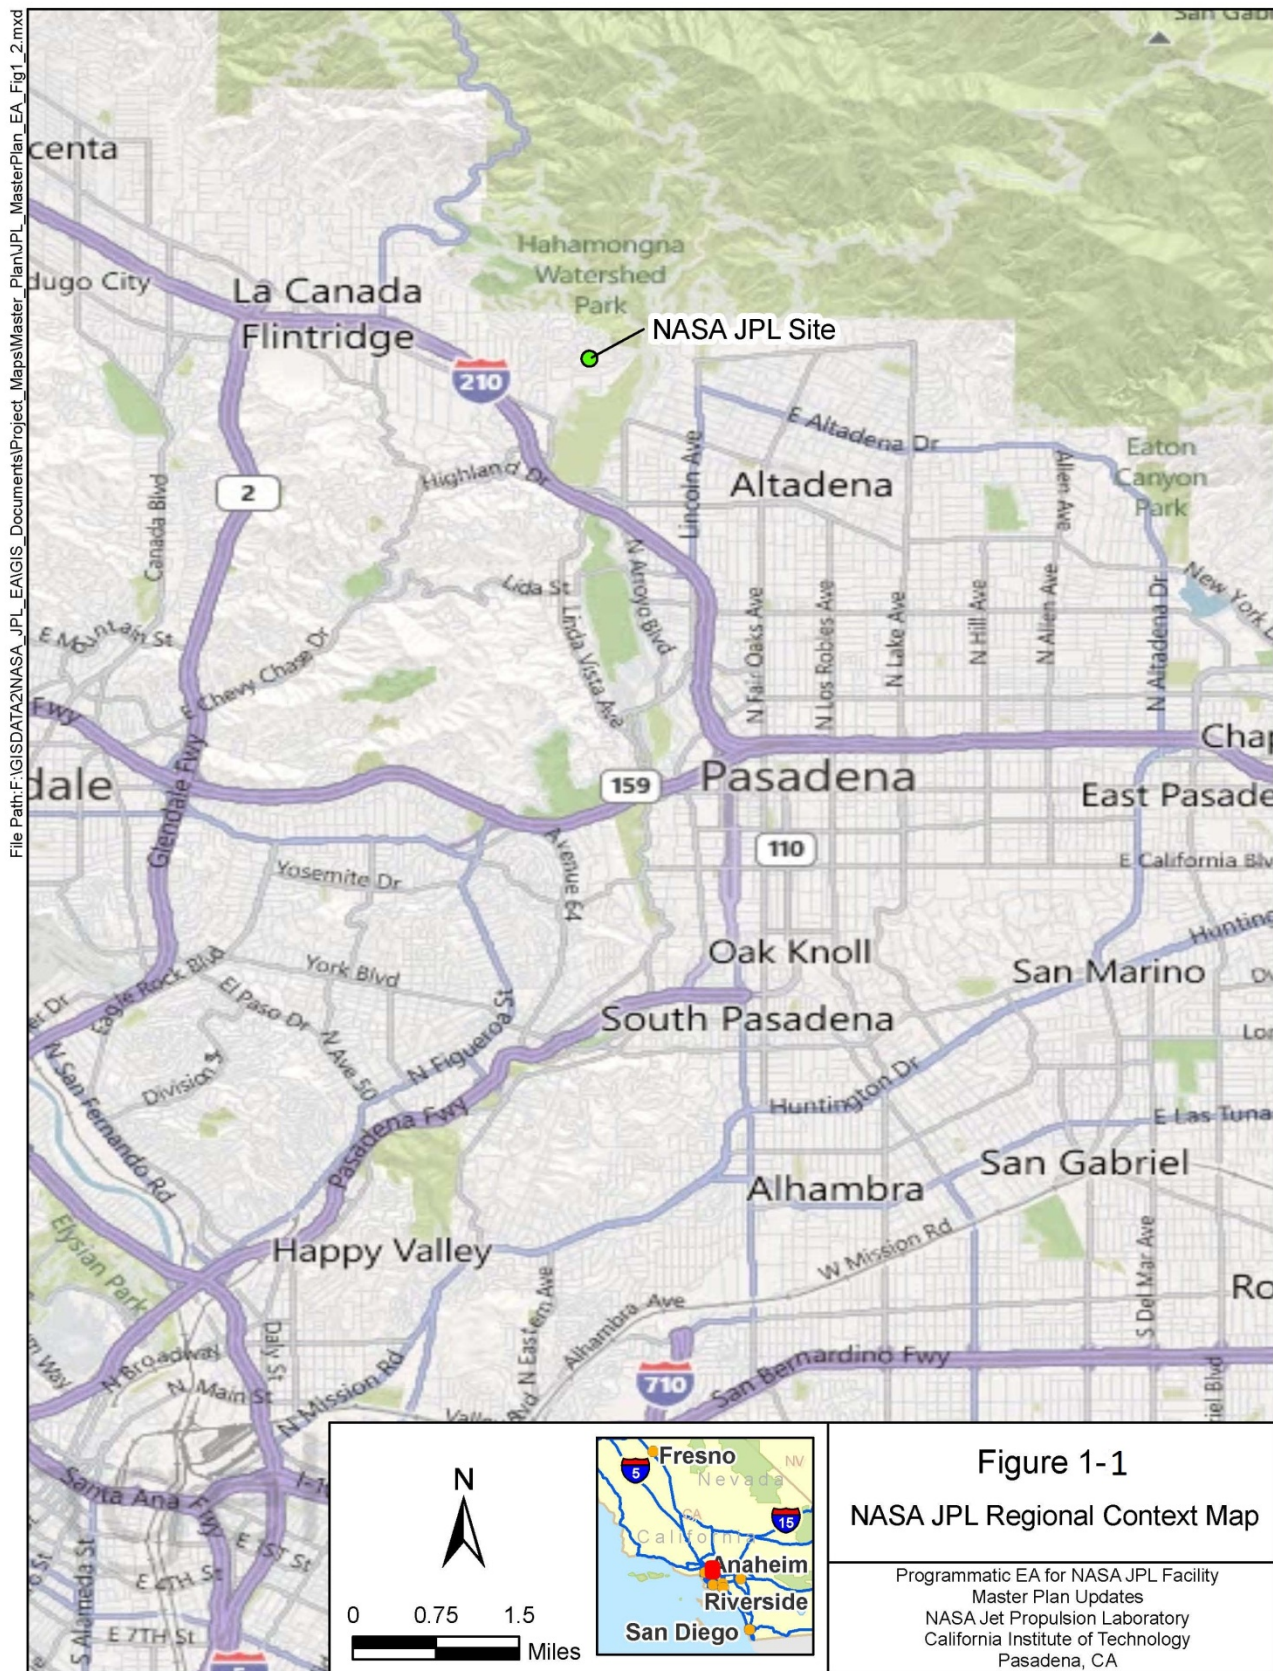 File Path:F:\GISDATA2\NASA_JPL_EA\GIS_Documents\Project_Maps\Master_Plan\JPL_MasterPlan_EA_Fig1_2.mxd
San Gab
centa
Hahamongna
Watershed
Park
dugo City
La Canada
Flintridge
NASA JPL Site
210
E Altadena Dr
Lincoln Ave
Allen Ave
Eaton
Canyon
Park
Highland Dr
2
Altadena
Canada Blvd
N Arroyo Blvd
Lida St
Linda Vista Ave
New York D
E Mountain St
E Chevy Chase Dr
N Fair Oaks Ave
N Los Robles Ave
N Lake Ave
N Hill Ave
N Allen Ave
N Altadena Dr
Fwy
Chap
dale
Glendale Fwy
159
Pasadena
East Pasade
110
Avenue 64
E California Blv
Yosemite Dr
Oak Knoll
Hunting
York Blvd
San Marino
Eagle Rock Blvd
El Paso Dr
er Dr
N Ave 50
N Figueroa St
South Pasadena
Division St
N San Fernando Rd
Pasadena Fwy
Huntington Dr
E Las Tuna
San Gabriel
Alhambra
Elysian Park
Happy Valley
W Mission Rd
S Del Mar Ave
Ro
N Eastern Ave
Alhambra Ave
Daly St
N Broadway
N Main St
N Mission Rd
710
San Bernardino Fwy
Santa Ana Fwy
E 1ST St
E 4TH St
E 7TH St
S Alameda St
5
N
0 0.75 1.5
Miles
Fresno
5
Nevada
NV
CA
California
15
Anaheim
Riverside
San Diego
Figure 1-1
NASA JPL Regional Context Map
Programmatic EA for NASA JPL Facility
Master Plan Updates
NASA Jet Propulsion Laboratory
California Institute of Technology
Pasadena, CA